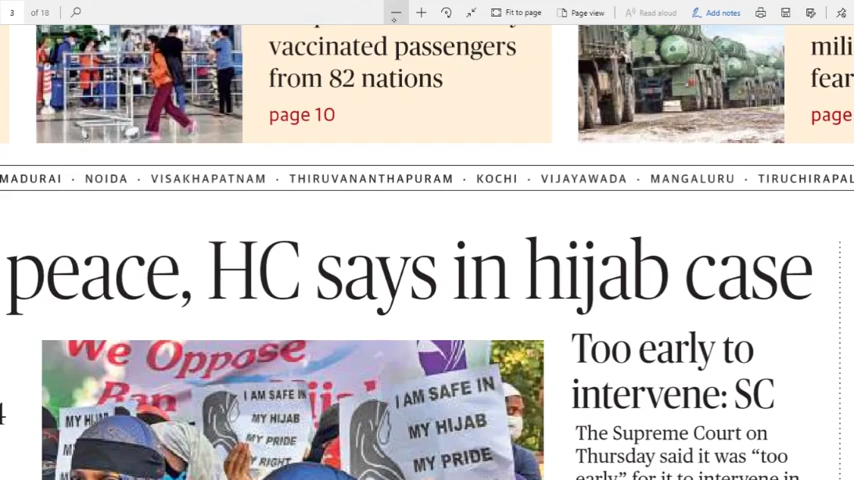 3 of 18 Fit to page Page view Read aloud Add notes
vaccinated passengers
from 82 nations
page 10
mili
fear
page
MADURAI · NOIDA · VISAKHAPATNAM · THIRUVANANTHAPURAM · KOCHI · VIJAYAWADA · MANGALURU · TIRUCHIRAPAL
peace, HC says in hijab case
We Oppose
Ban Hijab
I AM SAFE IN
MY HIJAB
MY PRIDE
MY RIGHT
I AM SAFE IN
MY HIJAB
MY PRIDE
MY HI
Too early to
intervene: SC
The Supreme Court on
Thursday said it was “too
early” for it to intervene in